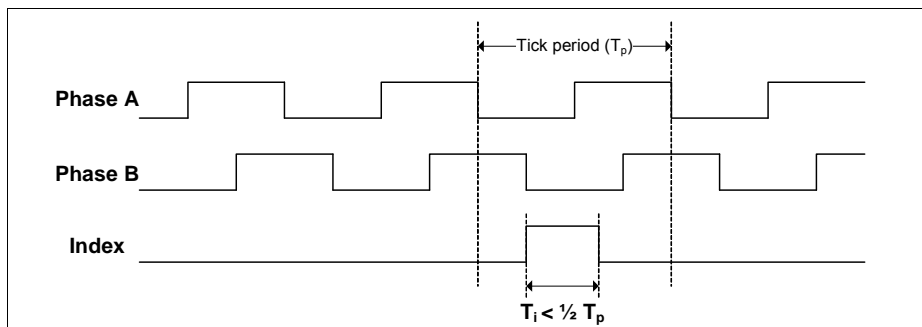 Tick period (Tp)
Phase A
Phase B
Index
Ti < ½ Tp